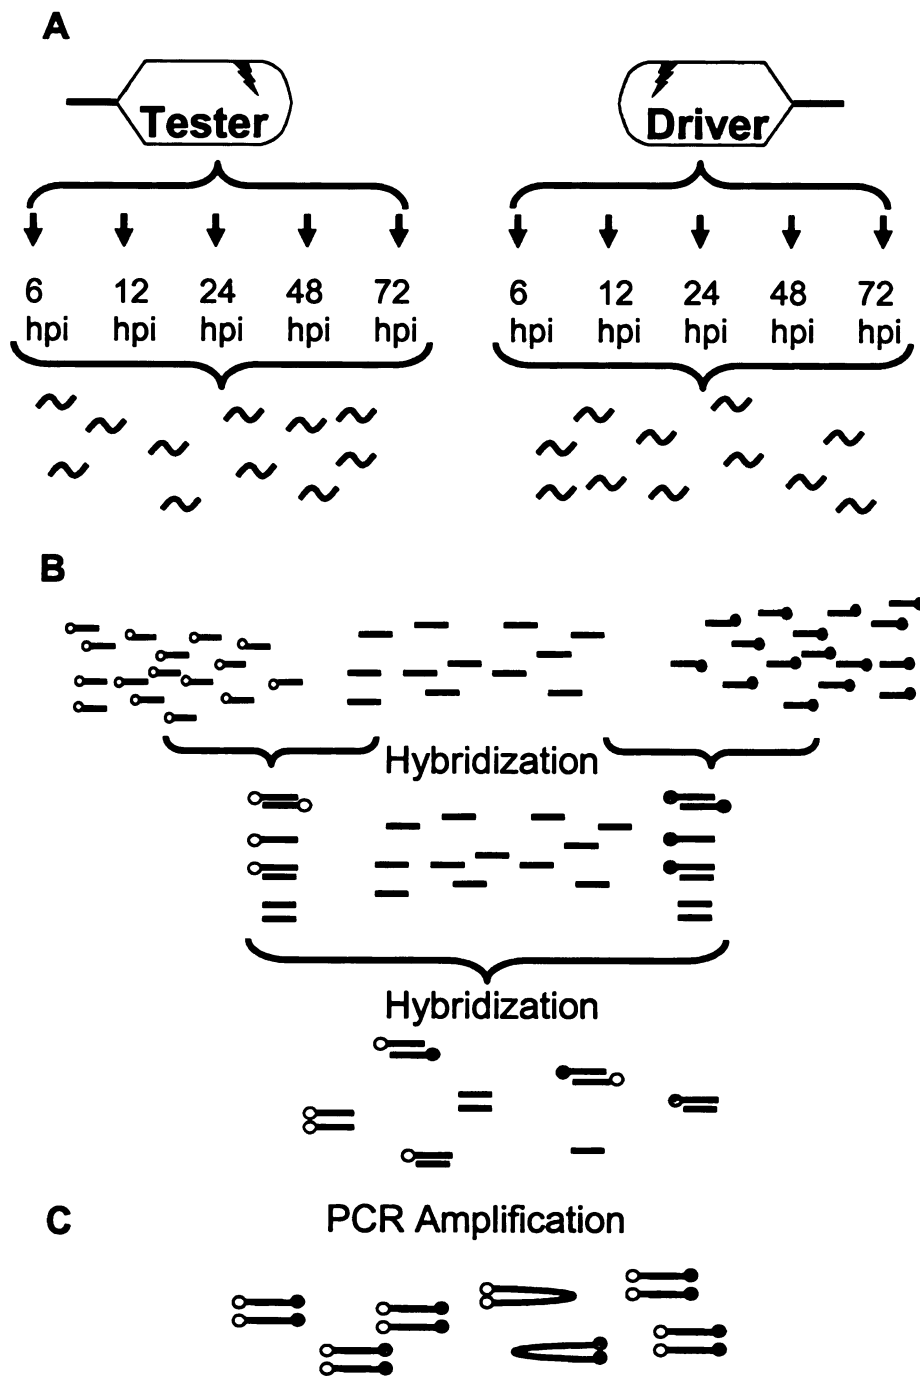 A
Tester Driver
6 12 24 48 72 6 12 24 48 72
hpi hpi hpi hpi hpi hpi hpi hpi hpi hpi
B
Hybridization
Hybridization
C PCR Amplification